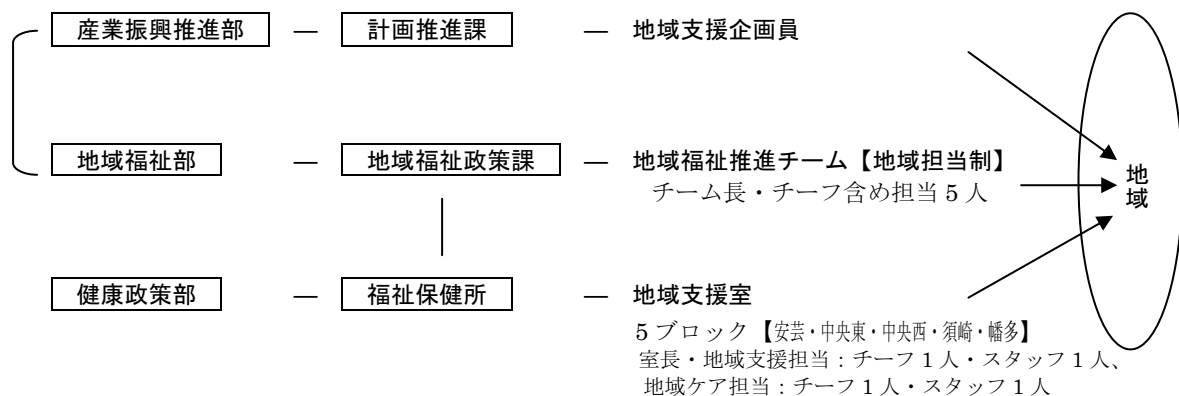 産業振興推進部 ― 計画推進課 ― 地域支援企画員
地域福祉部 ― 地域福祉政策課 ― 地域福祉推進チーム【地域担当制】
チーム長・チーフ含め担当5人
地域
健康政策部 ― 福祉保健所 ― 地域支援室
5ブロック【安芸・中央東・中央西・須崎・幡多】
室長・地域支援担当：チーフ1人・スタッフ1人、
地域ケア担当：チーフ1人・スタッフ1人